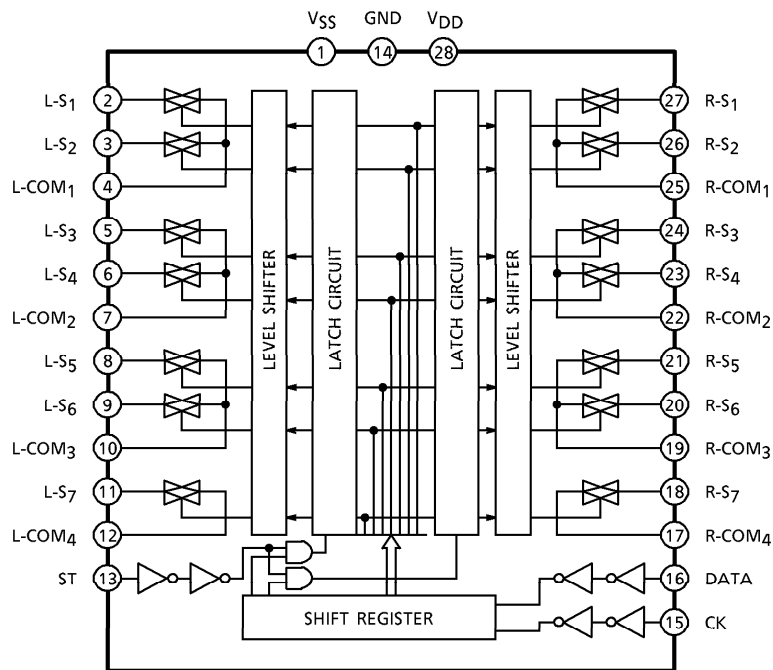 VSS GND VDD
1 14 28
L-S1 2 27 R-S1
L-S2 3 26 R-S2
L-COM1 4 25 R-COM1
L-S3 5 24 R-S3
L-S4 6 23 R-S4
L-COM2 7 22 R-COM2
L-S5 8 21 R-S5
L-S6 9 20 R-S6
L-COM3 10 19 R-COM3
L-S7 11 18 R-S7
L-COM4 12 17 R-COM4
LEVEL SHIFTER
LATCH CIRCUIT
LATCH CIRCUIT
LEVEL SHIFTER
ST 13 16 DATA
SHIFT REGISTER
15 CK